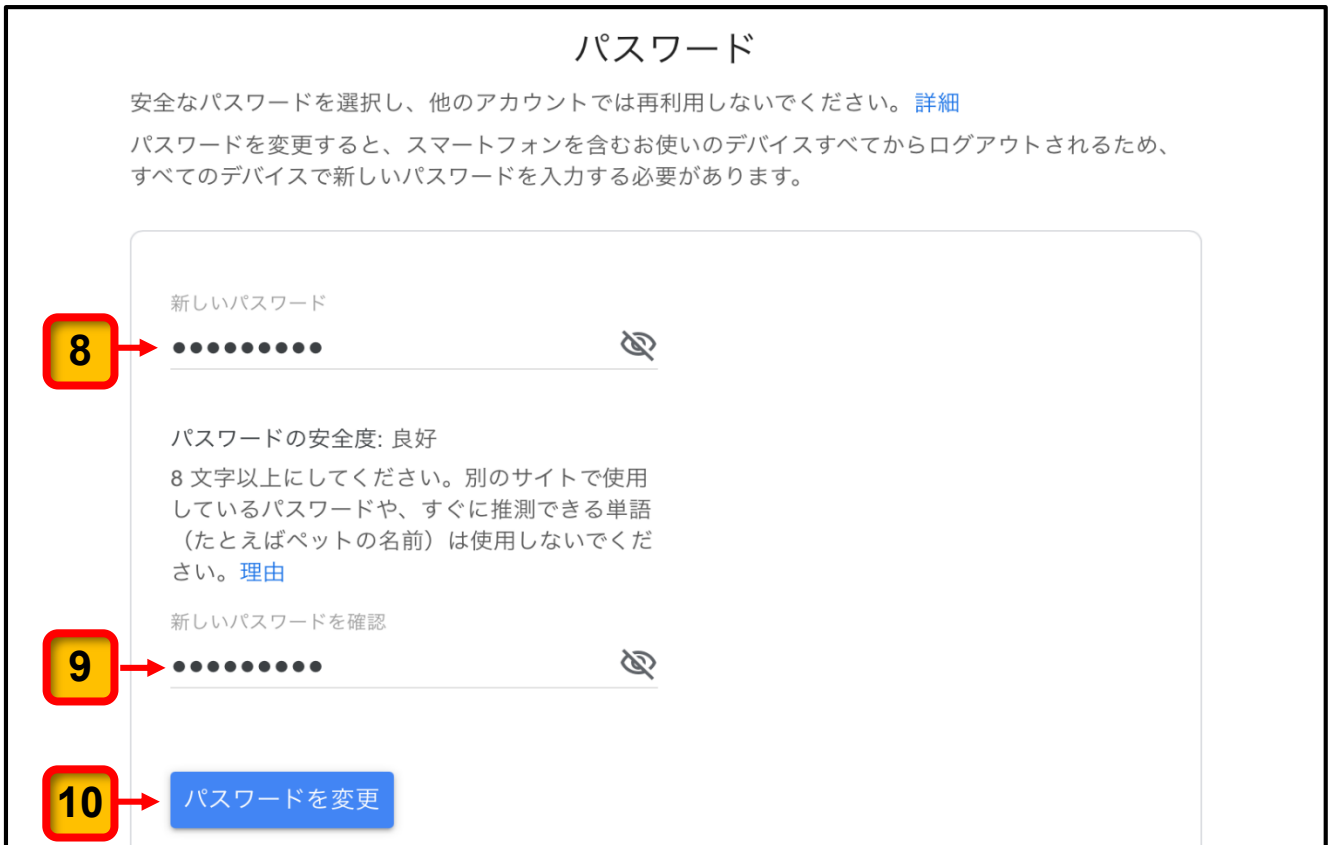 パスワード
安全なパスワードを選択し、他のアカウントでは再利用しないでください。詳細
パスワードを変更すると、スマートフォンを含むお使いのデバイスすべてからログアウトされるため、
すべてのデバイスで新しいパスワードを入力する必要があります。
新しいパスワード
8 •••••••••
パスワードの安全度: 良好
8 文字以上にしてください。別のサイトで使用
しているパスワードや、すぐに推測できる単語
（たとえばペットの名前）は使用しないでくだ
さい。理由
新しいパスワードを確認
9 •••••••••
10 パスワードを変更